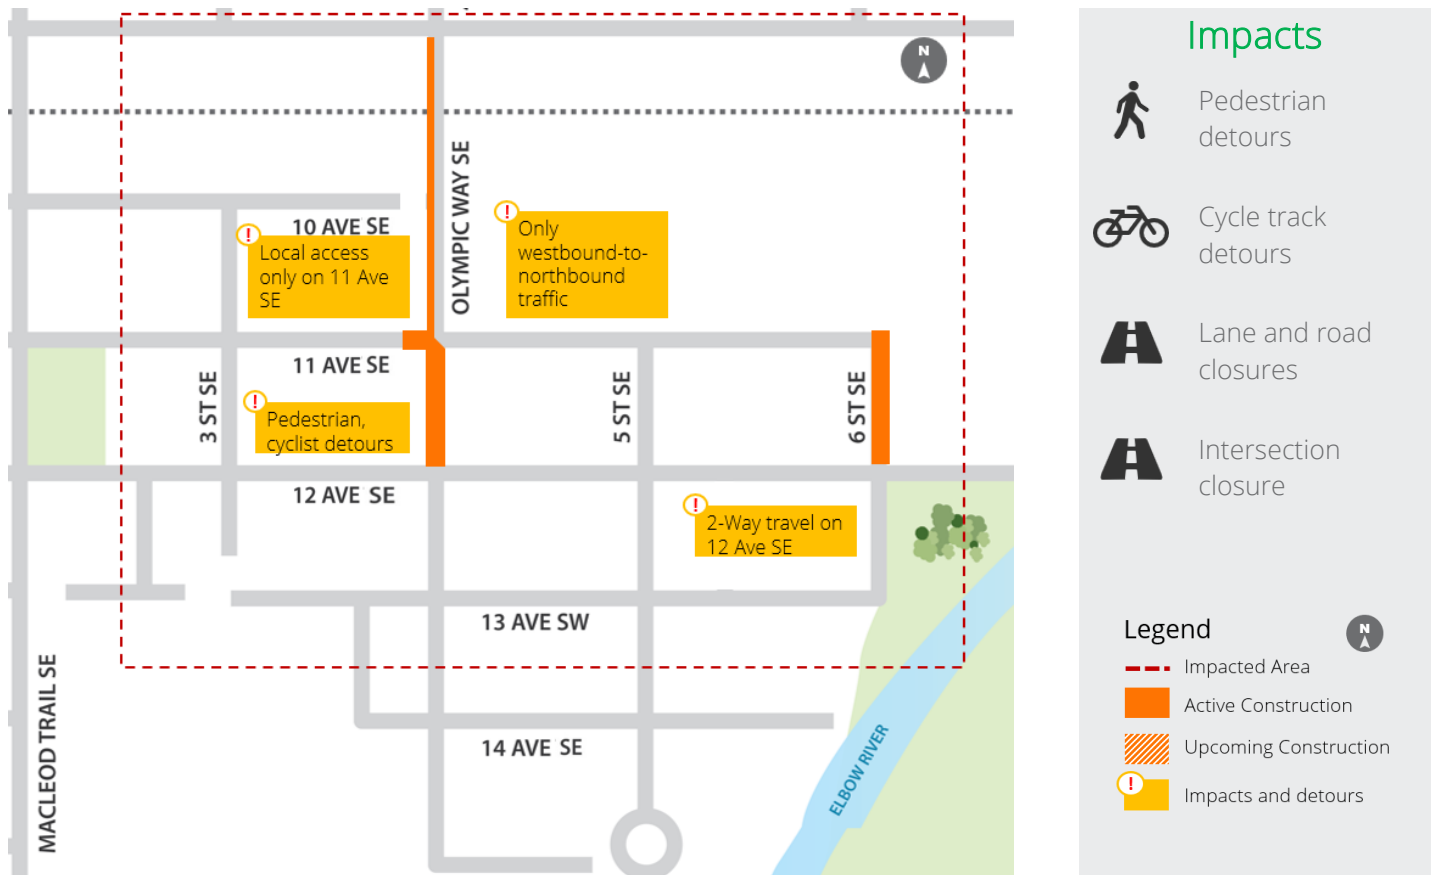 N
OLYMPIC WAY SE
10 AVE SE
!
Local access
only on 11 Ave
SE
!
Only
westbound-to-
northbound
traffic
11 AVE SE
3 ST SE
5 ST SE
6 ST SE
!
Pedestrian,
cyclist detours
12 AVE SE
!
2-Way travel on
12 Ave SE
13 AVE SW
MACLEOD TRAIL SE
14 AVE SE
ELBOW RIVER
Impacts
Pedestrian
detours
Cycle track
detours
Lane and road
closures
Intersection
closure
Legend
N
Impacted Area
Active Construction
Upcoming Construction
!
Impacts and detours